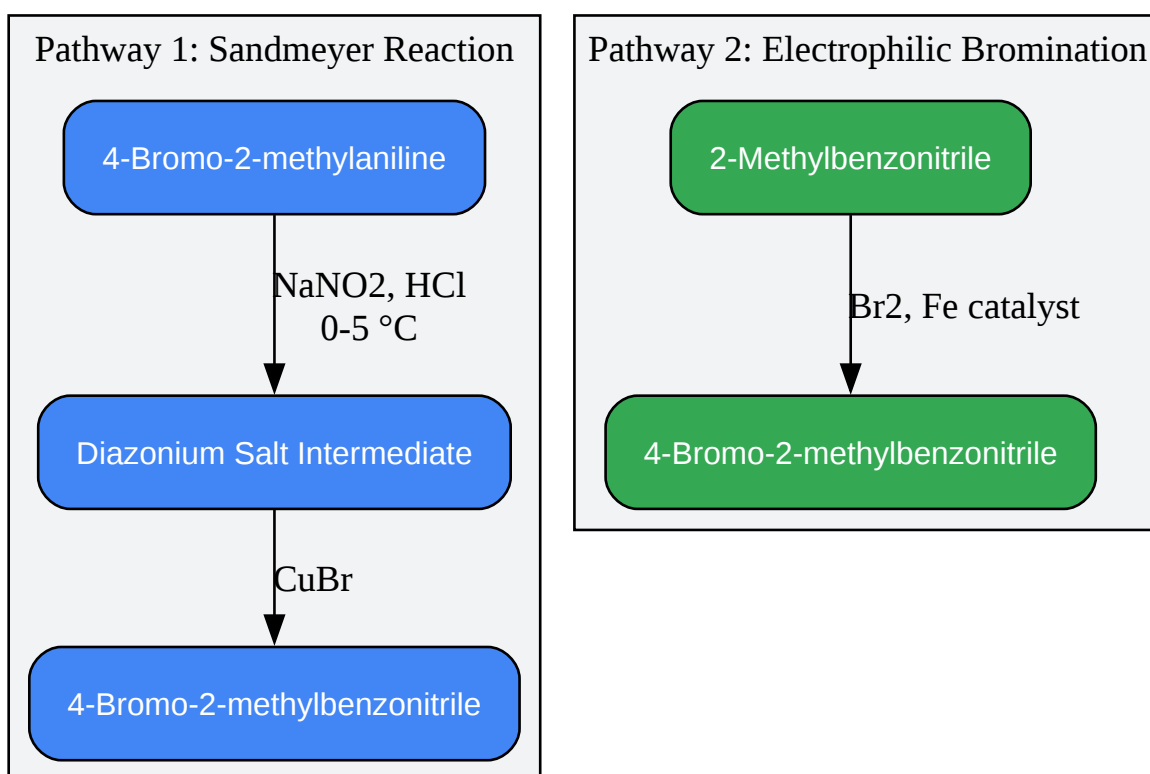 Pathway 1: Sandmeyer Reaction
4-Bromo-2-methylaniline
NaNO2, HCl
0-5 °C
Diazonium Salt Intermediate
CuBr
4-Bromo-2-methylbenzonitrile
Pathway 2: Electrophilic Bromination
2-Methylbenzonitrile
Br2, Fe catalyst
4-Bromo-2-methylbenzonitrile